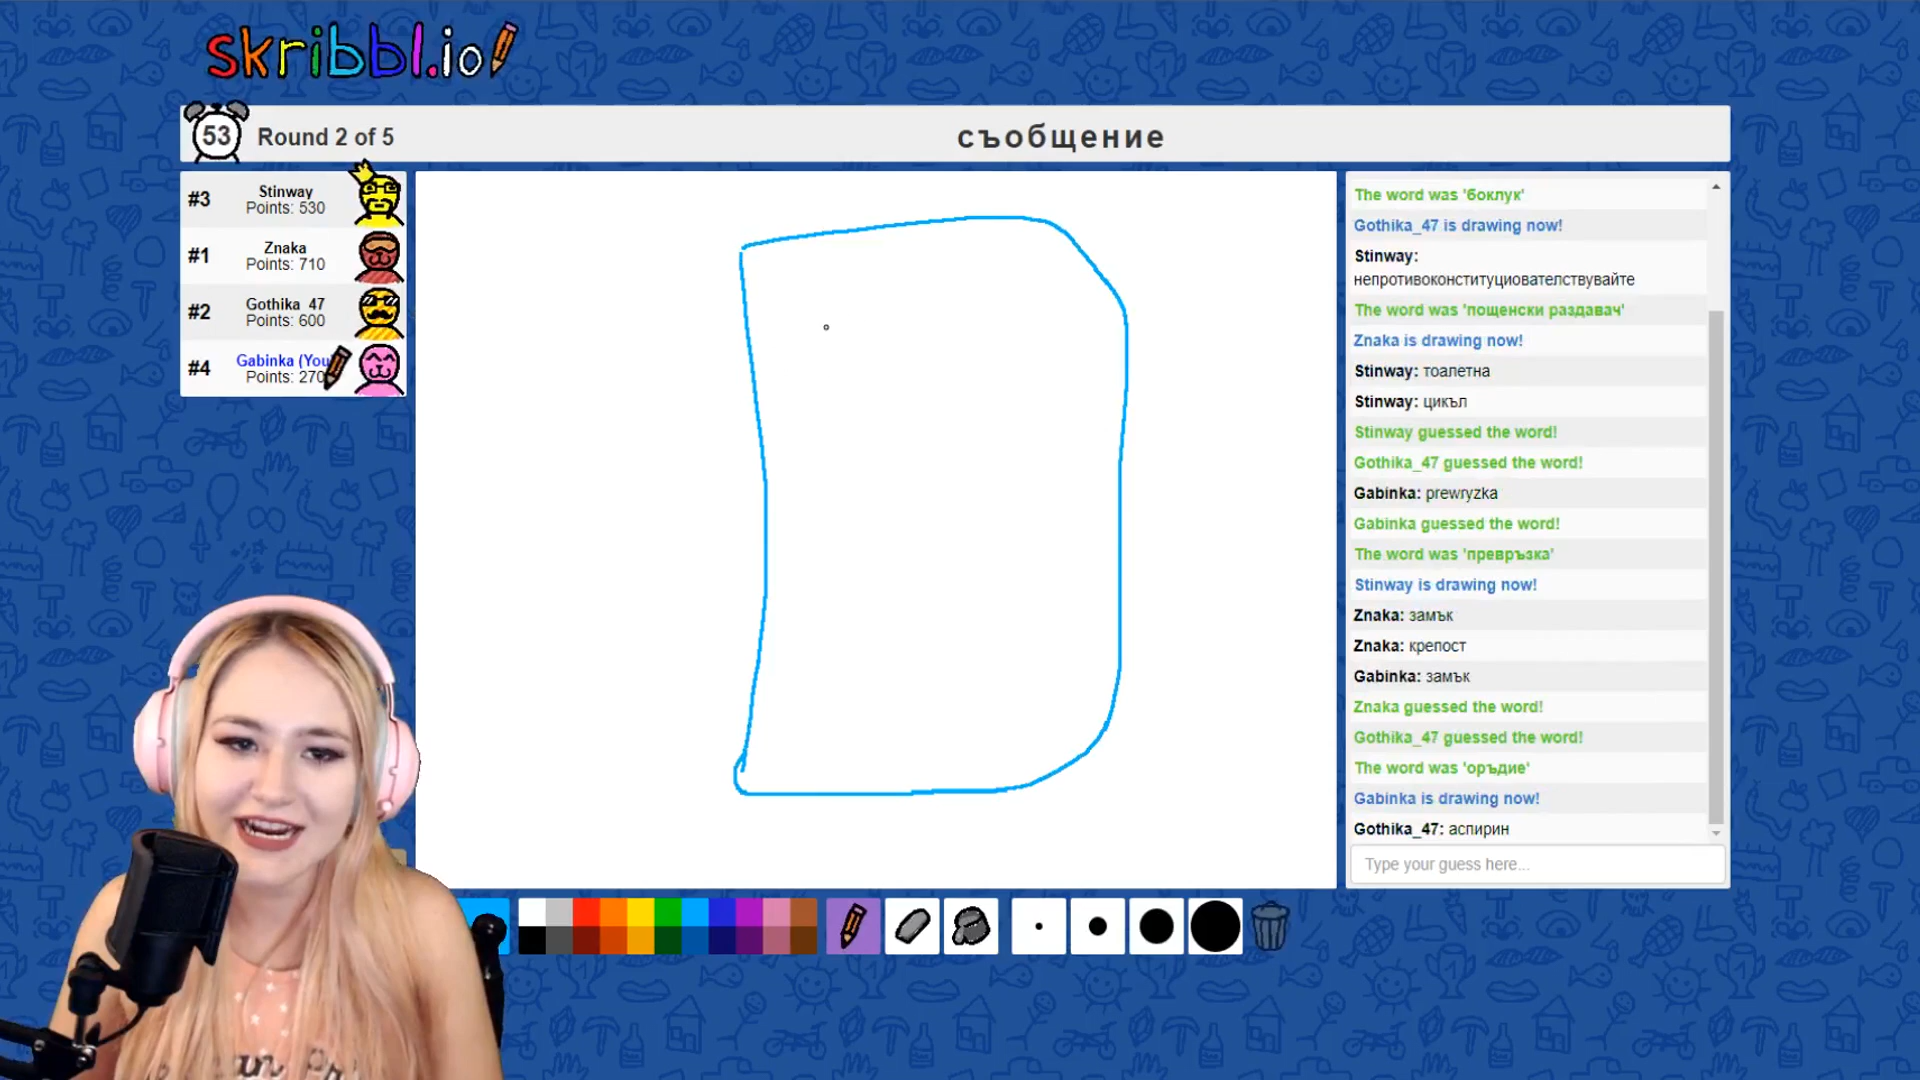 skribbl.io
53
Round 2 of 5
съобщение
#3
Stinway
Points: 530
#1
Znaka
Points: 710
#2
Gothika 47
Points: 600
#4
Gabinka (You
Points: 270
The word was 'боклук'
Gothika_47 is drawing now!
Stinway:
непротивоконституциователствувайте
The word was 'пощенски раздавач'
Znaka is drawing now!
Stinway: тоалетна
Stinway: цикъл
Stinway guessed the word!
Gothika_47 guessed the word!
Gabinka: prewryzka
Gabinka guessed the word!
The word was 'превръзка'
Stinway is drawing now!
Znaka: замък
Znaka: крепост
Gabinka: замък
Znaka guessed the word!
Gothika_47 guessed the word!
The word was 'оръдие'
Gabinka is drawing now!
Gothika_47: аспирин
Type your guess here...